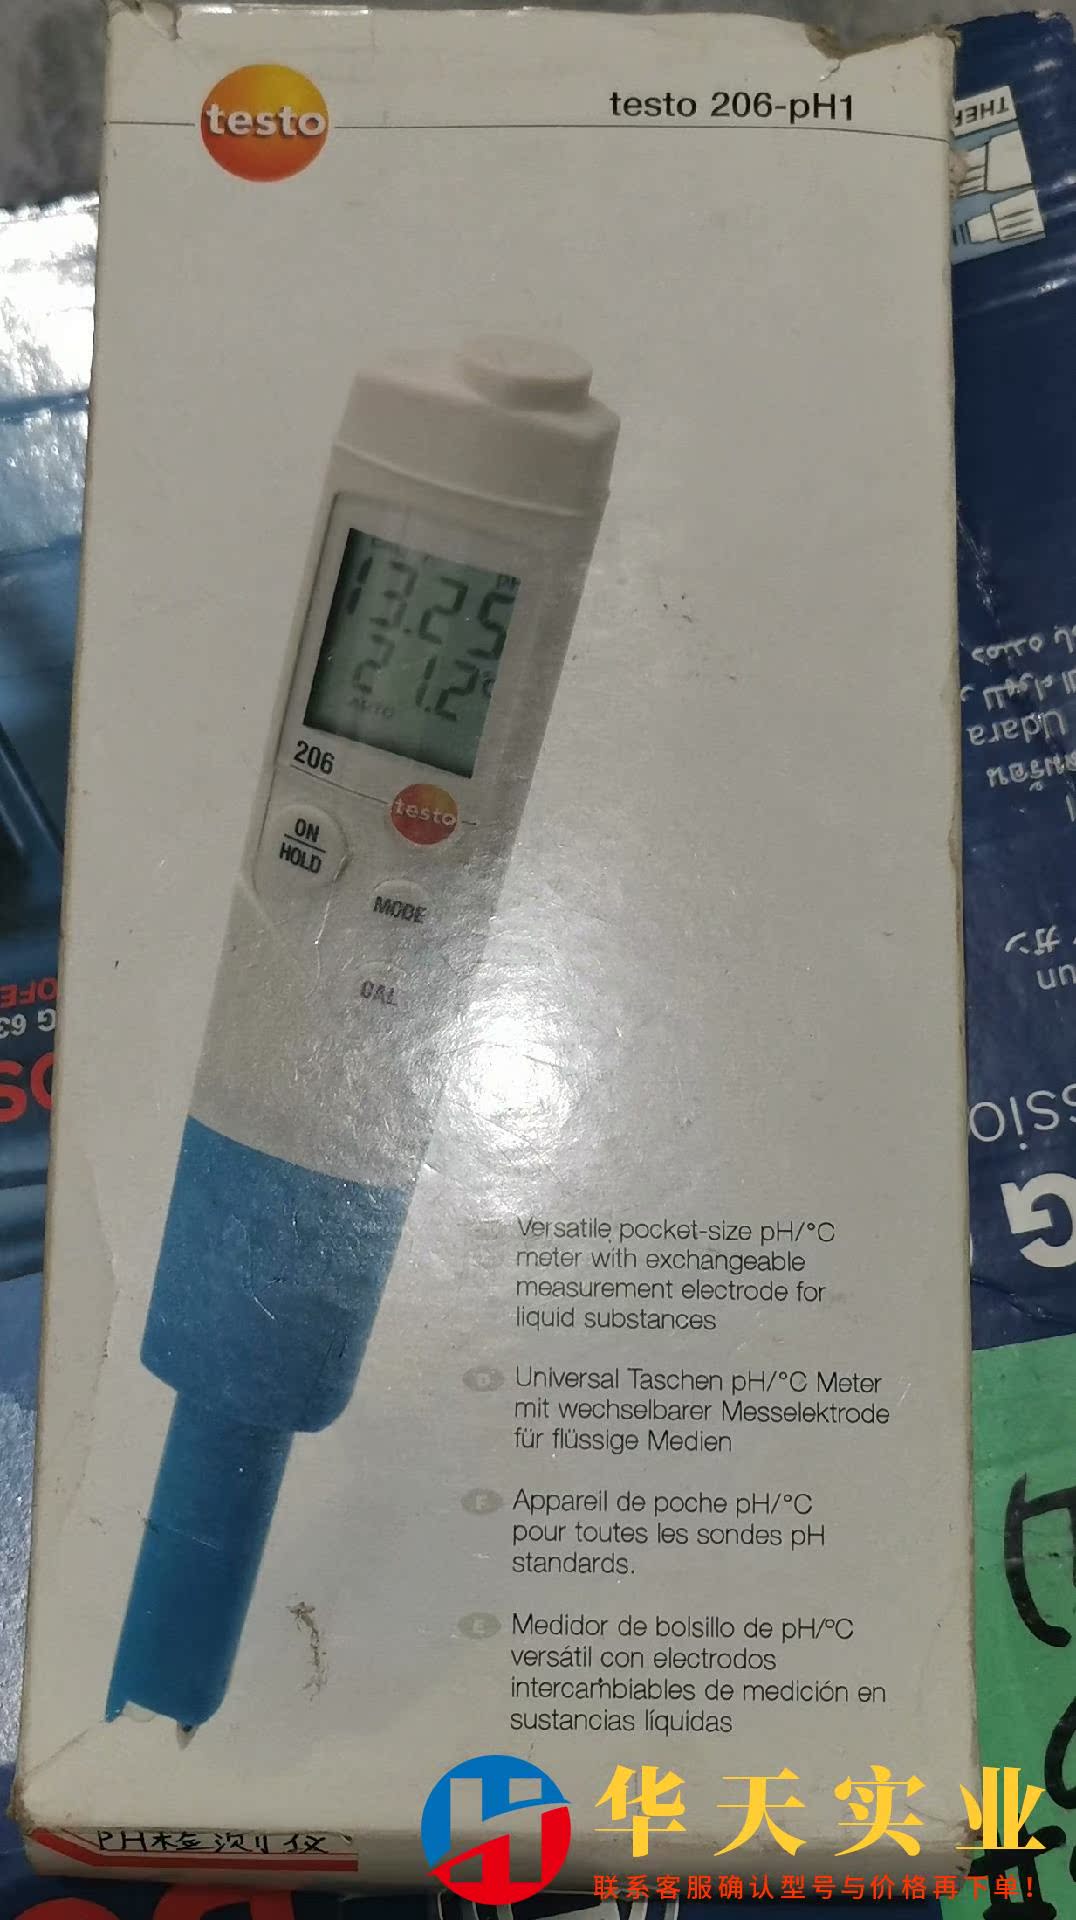 testo
testo 206-pH1
THER
13.25 pH
21.2°C
AUTO
206
testo
ON
HOLD
MODE
CAL
Versatile pocket-size pH/°C
meter with exchangeable
measurement electrode for
liquid substances
D Universal Taschen pH/°C Meter
mit wechselbarer Messelektrode
für flüssige Medien
F Appareil de poche pH/°C
pour toutes les sondes pH
standards.
E Medidor de bolsillo de pH/°C
versátil con electrodos
intercambiables de medición en
sustancias líquidas
PH检测仪
华天实业
联系客服确认型号与价格再下单！
Udara
G